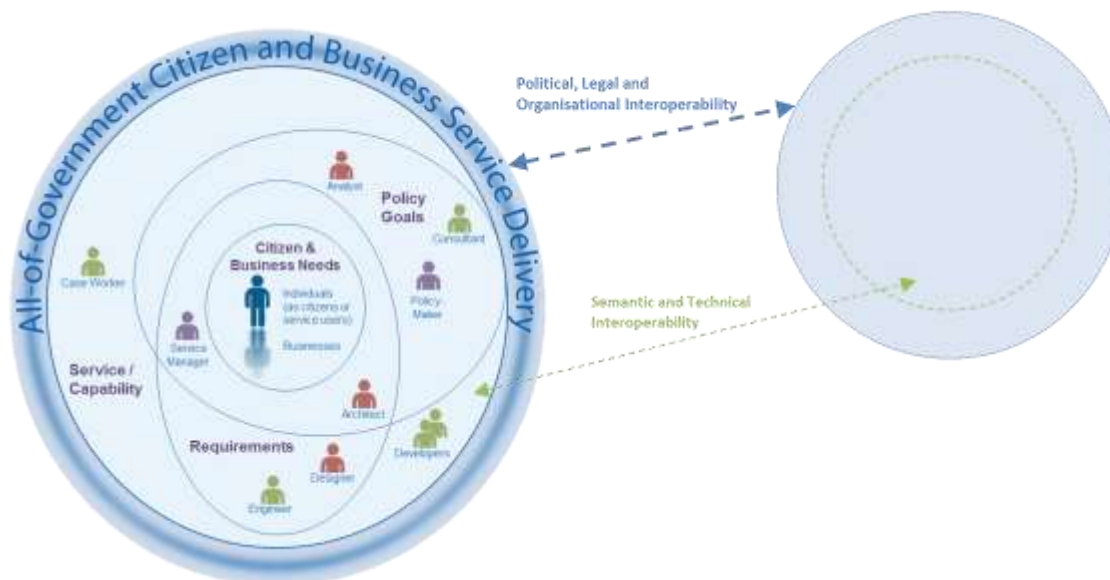 All-of-Government Citizen and Business Service Delivery
Political, Legal and
Organisational Interoperability
Analyst
Policy
Goals
Consultant
Citizen &
Business Needs
Case Worker
Individuals
(as citizens or
service users)
Policy
Maker
Businesses
Semantic and Technical
Interoperability
Service
Manager
Service /
Capability
Architect
Requirements
Developers
Designer
Engineer